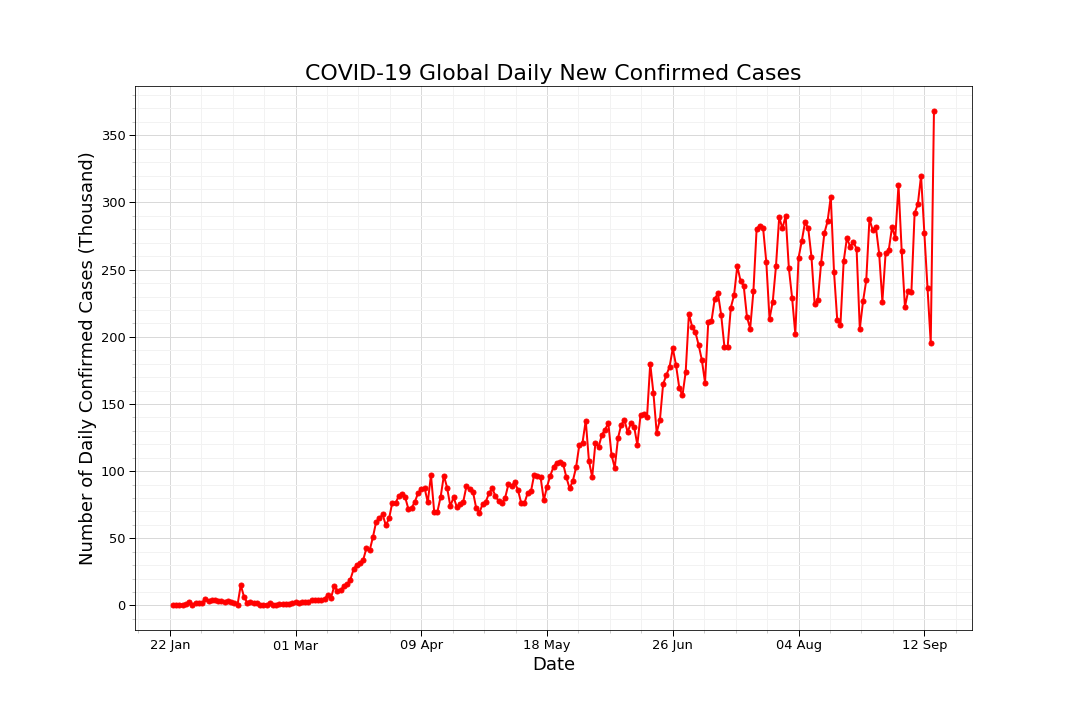 COVID-19 Global Daily New Confirmed Cases
Number of Daily Confirmed Cases (Thousand)
350
300
250
200
150
100
50
0
22 Jan
01 Mar
09 Apr
18 May
26 Jun
04 Aug
12 Sep
Date